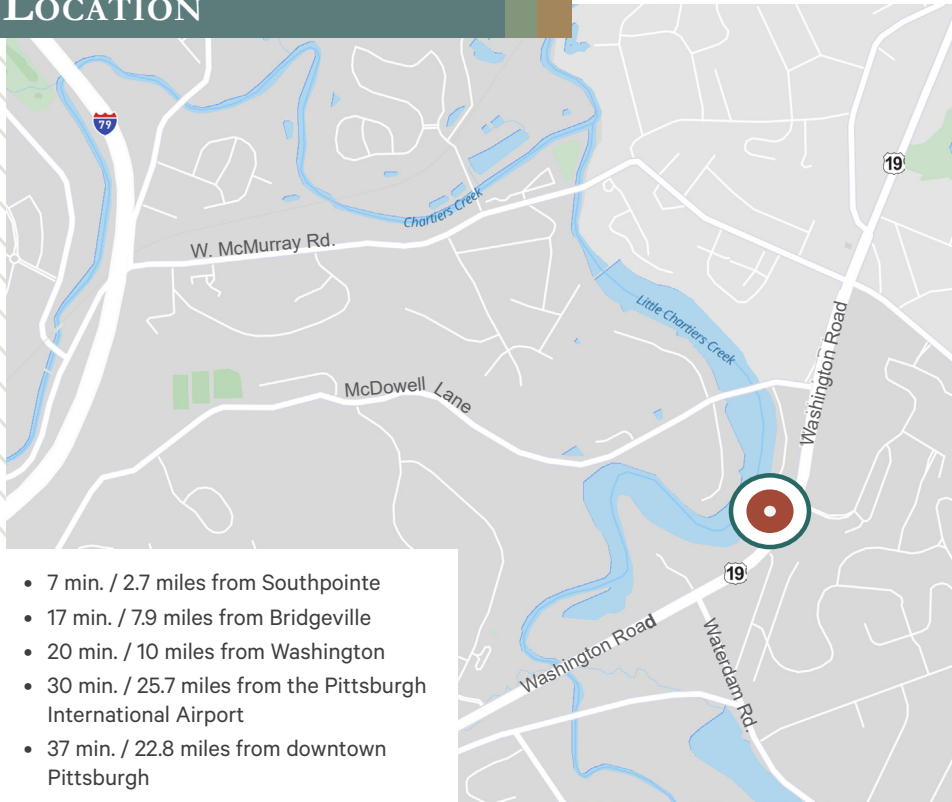 LOCATION
79
19
Chartiers Creek
W. McMurray Rd.
Little Chartiers Creek
Washington Road
McDowell Lane
19
Washington Road
Waterdam Rd.
• 7 min. / 2.7 miles from Southpointe
• 17 min. / 7.9 miles from Bridgeville
• 20 min. / 10 miles from Washington
• 30 min. / 25.7 miles from the Pittsburgh
International Airport
• 37 min. / 22.8 miles from downtown
Pittsburgh